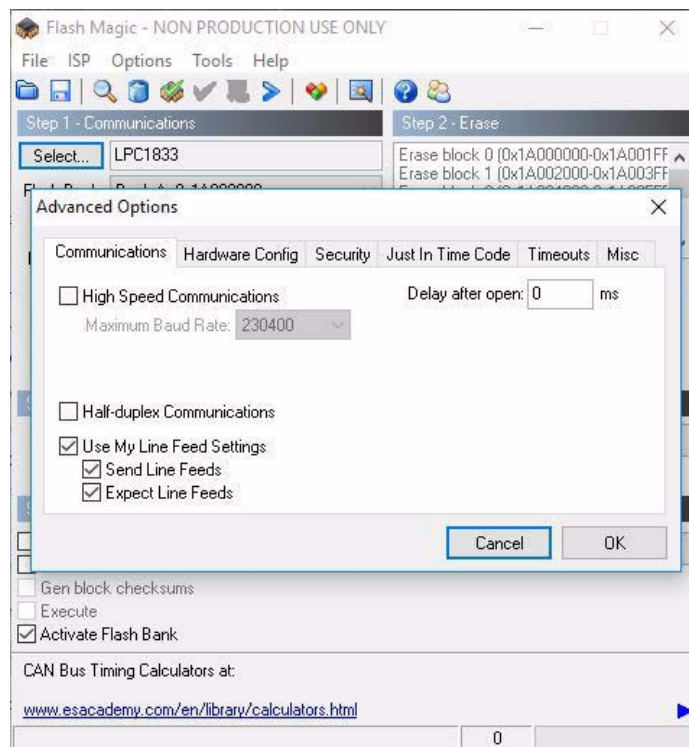 Flash Magic - NON PRODUCTION USE ONLY
File ISP Options Tools Help
Step 1 - Communications
Step 2 - Erase
Select... LPC1833
Erase block 0 (0x1A000000-0x1A001FF
Erase block 1 (0x1A002000-0x1A003FF
Advanced Options
Communications Hardware Config Security Just In Time Code Timeouts Misc
High Speed Communications
Delay after open: 0 ms
Maximum Baud Rate: 230400
Half-duplex Communications
Use My Line Feed Settings
Send Line Feeds
Expect Line Feeds
Cancel OK
Gen block checksums
Execute
Activate Flash Bank
CAN Bus Timing Calculators at:
www.esacademy.com/en/library/calculators.html
0